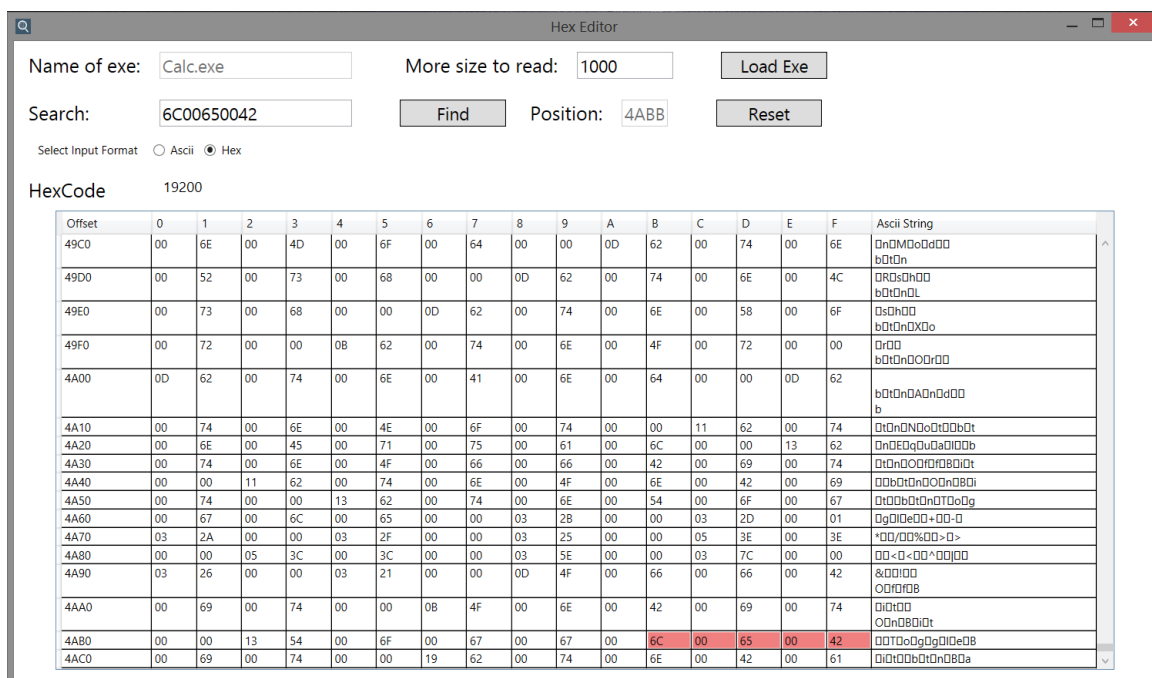 Hex Editor
Name of exe: Calc.exe More size to read: 1000 Load Exe
Search: 6C00650042 Find Position: 4ABB Reset
Select Input Format Ascii Hex
HexCode 19200
Offset 0 1 2 3 4 5 6 7 8 9 A B C D E F Ascii String
49C0 00 6E 00 4D 00 6F 00 64 00 00 0D 62 00 74 00 6E □n□M□o□d□□
b□t□n
49D0 00 52 00 73 00 68 00 00 0D 62 00 74 00 6E 00 4C □R□s□h□□
b□t□n□L
49E0 00 73 00 68 00 00 0D 62 00 74 00 6E 00 58 00 6F □s□h□□
b□t□n□X□o
49F0 00 72 00 00 0B 62 00 74 00 6E 00 4F 00 72 00 00 □r□□
b□t□n□O□r□□
4A00 0D 62 00 74 00 6E 00 41 00 6E 00 64 00 00 0D 62
b□t□n□A□n□d□□
b
4A10 00 74 00 6E 00 4E 00 6F 00 74 00 00 11 62 00 74 □t□n□N□o□t□□b□t
4A20 00 6E 00 45 00 71 00 75 00 61 00 6C 00 00 13 62 □n□E□q□u□a□l□□b
4A30 00 74 00 6E 00 4F 00 66 00 66 00 42 00 69 00 74 □t□n□O□f□f□B□i□t
4A40 00 00 11 62 00 74 00 6E 00 4F 00 6E 00 42 00 69 □□b□t□n□O□n□B□i
4A50 00 74 00 00 13 62 00 74 00 6E 00 54 00 6F 00 67 □t□□b□t□n□T□o□g
4A60 00 67 00 6C 00 65 00 00 03 2B 00 00 03 2D 00 01 □g□l□e□□+□□-□
4A70 03 2A 00 00 03 2F 00 00 03 25 00 00 05 3E 00 3E *□□/□□%□□>□>
4A80 00 00 05 3C 00 3C 00 00 03 5E 00 00 03 7C 00 00 □□<□<□□^□□|□□
4A90 03 26 00 00 03 21 00 00 0D 4F 00 66 00 66 00 42 &□□!□□
O□f□f□B
4AA0 00 69 00 74 00 00 0B 4F 00 6E 00 42 00 69 00 74 □i□t□□
O□n□B□i□t
4AB0 00 00 13 54 00 6F 00 67 00 67 00 6C 00 65 00 42 □□T□o□g□g□l□e□B
4AC0 00 69 00 74 00 00 19 62 00 74 00 6E 00 42 00 61 □i□t□□b□t□n□B□a